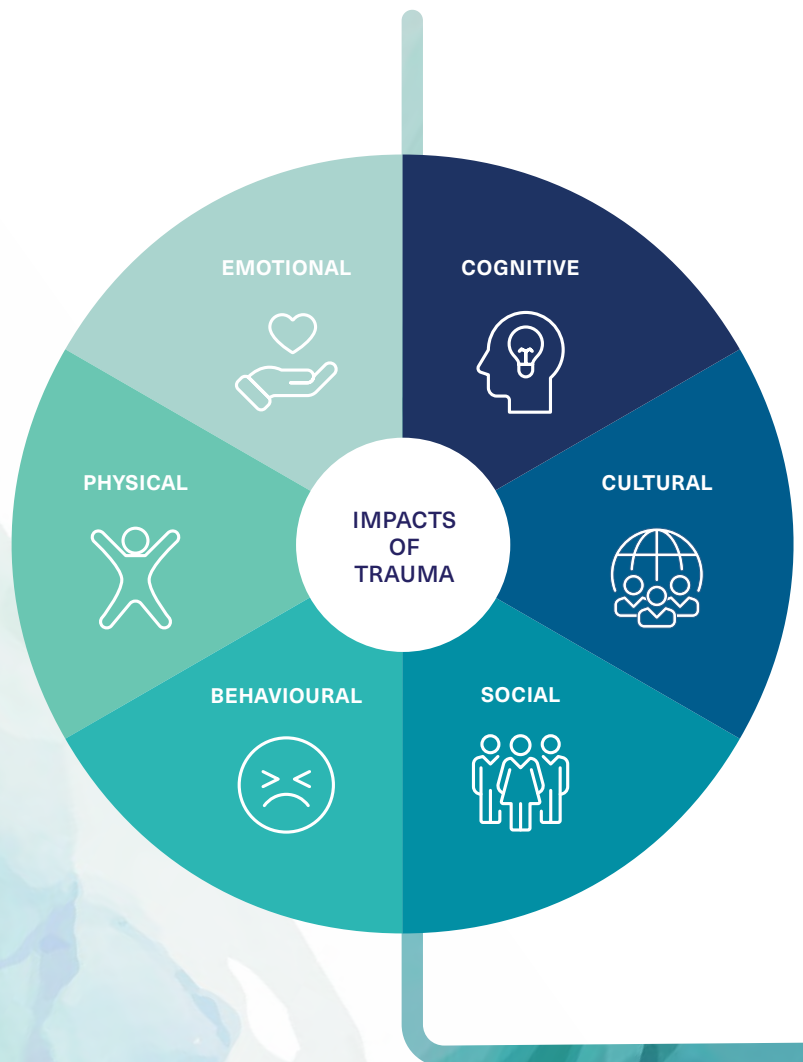 EMOTIONAL
COGNITIVE
PHYSICAL
CULTURAL
IMPACTS
OF
TRAUMA
BEHAVIOURAL
SOCIAL